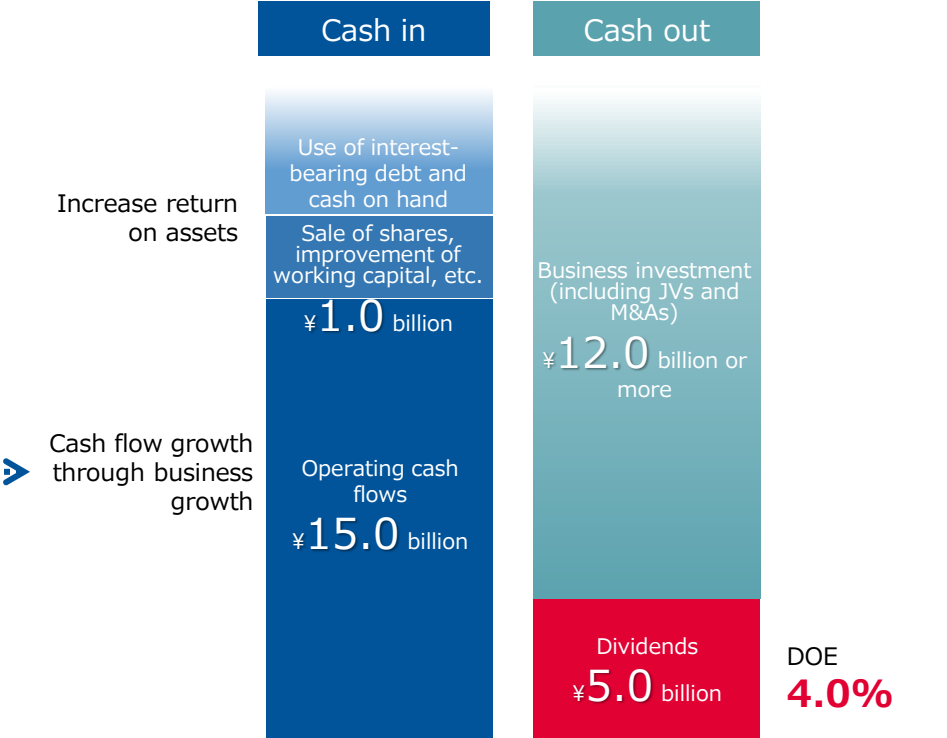 Cash in
Cash out
Increase return
on assets
Use of interest-
bearing debt and
cash on hand
Sale of shares,
improvement of
working capital, etc.
¥1.0 billion
Cash flow growth
through business
growth
Operating cash
flows
¥15.0 billion
Business investment
(including JVs and
M&As)
¥12.0 billion or
more
Dividends
¥5.0 billion
DOE
4.0%